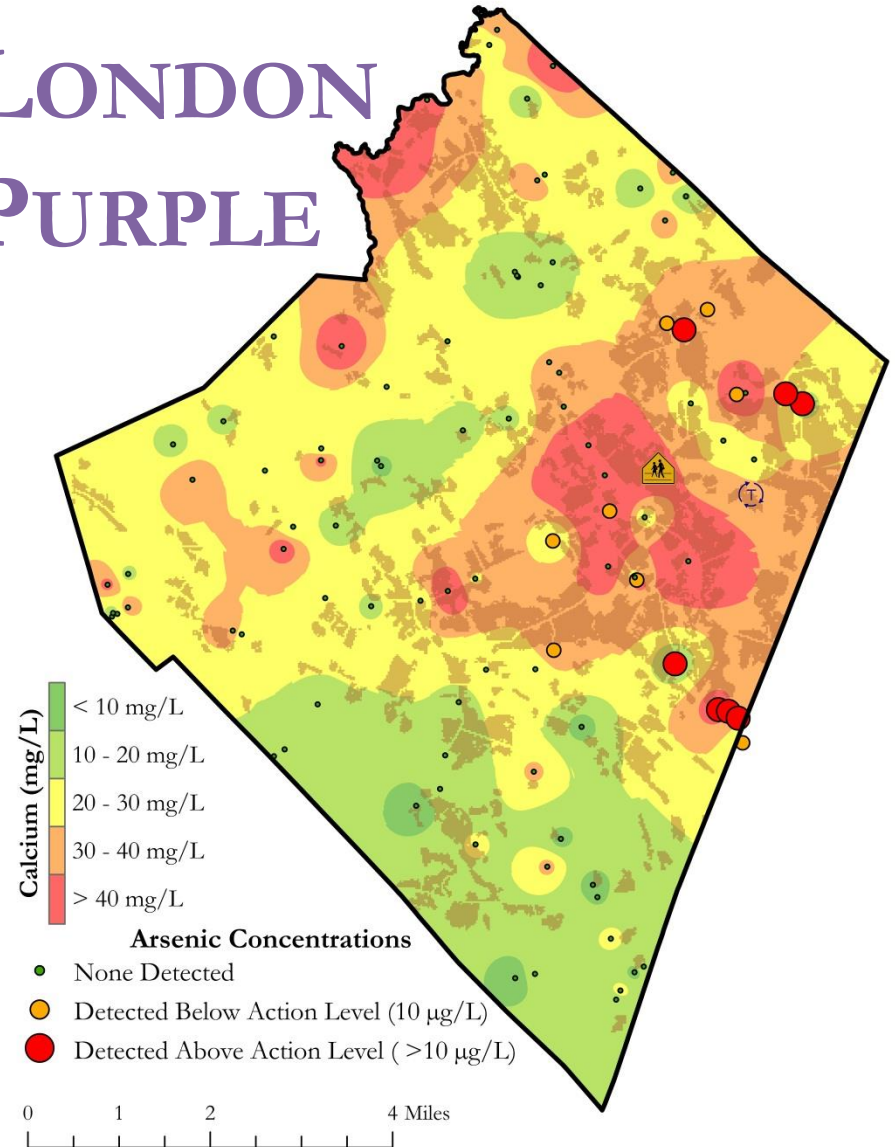 LONDON
PURPLE
T
Calcium (mg/L)
< 10 mg/L
10 - 20 mg/L
20 - 30 mg/L
30 - 40 mg/L
> 40 mg/L
Arsenic Concentrations
None Detected
Detected Below Action Level (10 µg/L)
Detected Above Action Level ( >10 µg/L)
0 1 2 4 Miles